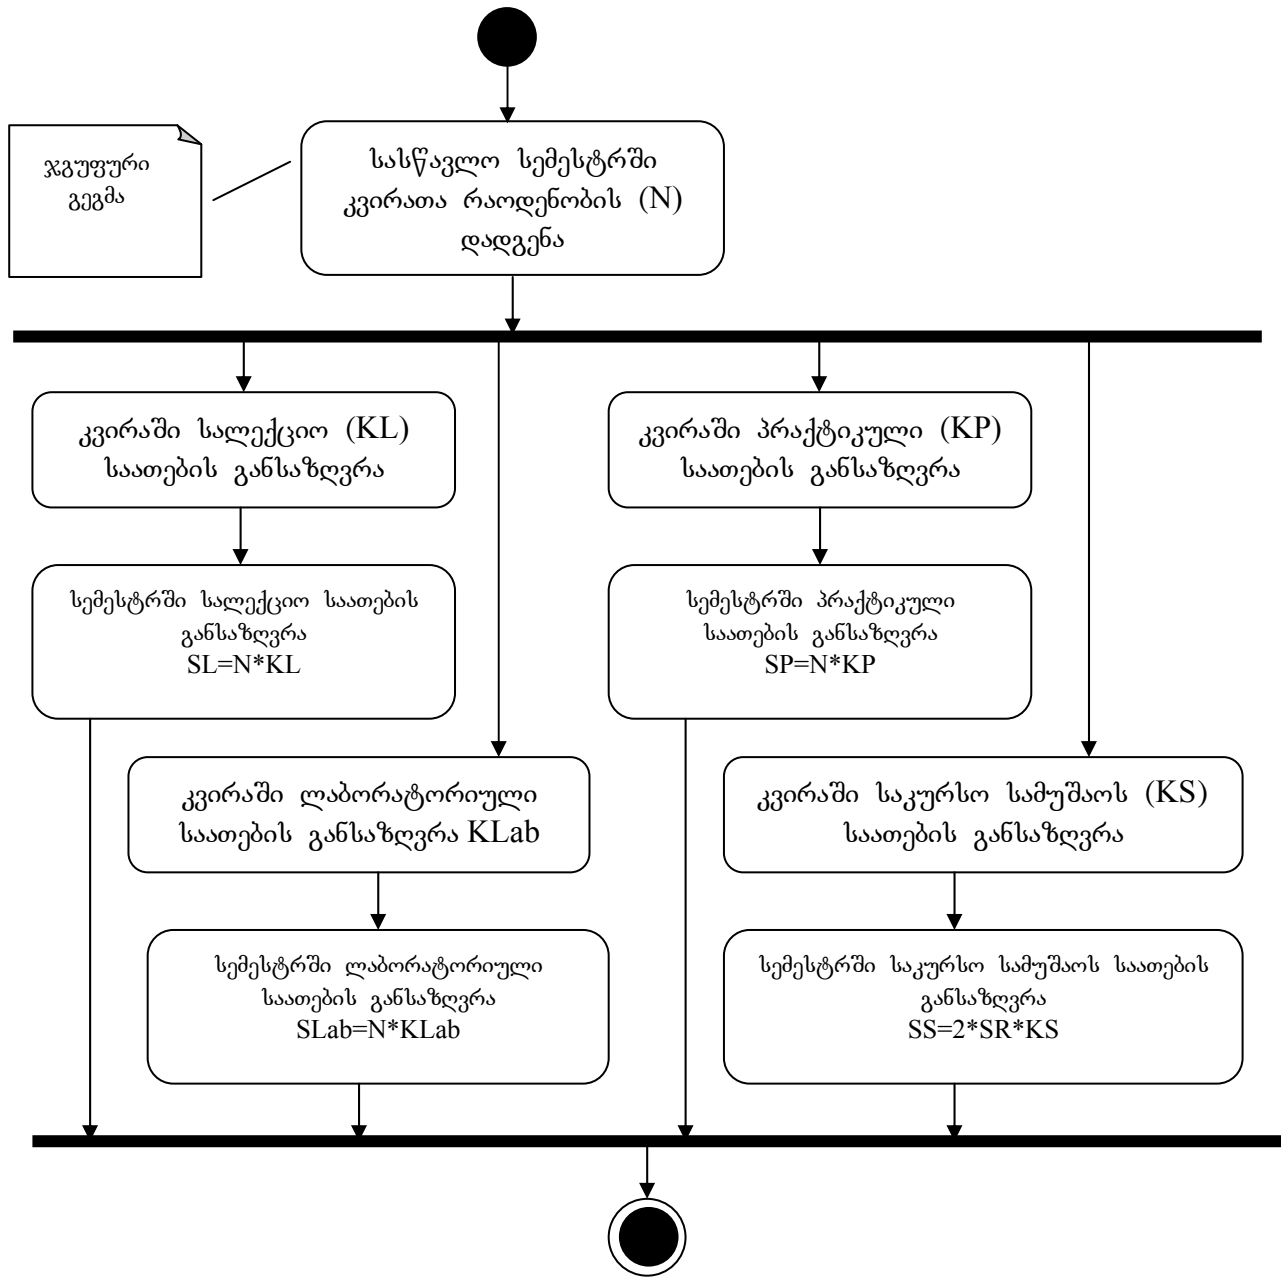 ჯგუფური
გეგმა
სასწავლო სემესტრში
კვირათა რაოდენობის (N)
დადგენა
კვირაში სალექციო (KL)
საათების განსაზღვრა
კვირაში პრაქტიკული (KP)
საათების განსაზღვრა
სემესტრში სალექციო საათების
განსაზღვრა
SL=N*KL
სემესტრში პრაქტიკული
საათების განსაზღვრა
SP=N*KP
კვირაში ლაბორატორიული
საათების განსაზღვრა KLab
კვირაში საკურსო სამუშაოს (KS)
საათების განსაზღვრა
სემესტრში ლაბორატორიული
საათების განსაზღვრა
SLab=N*KLab
სემესტრში საკურსო სამუშაოს საათების
განსაზღვრა
SS=2*SR*KS